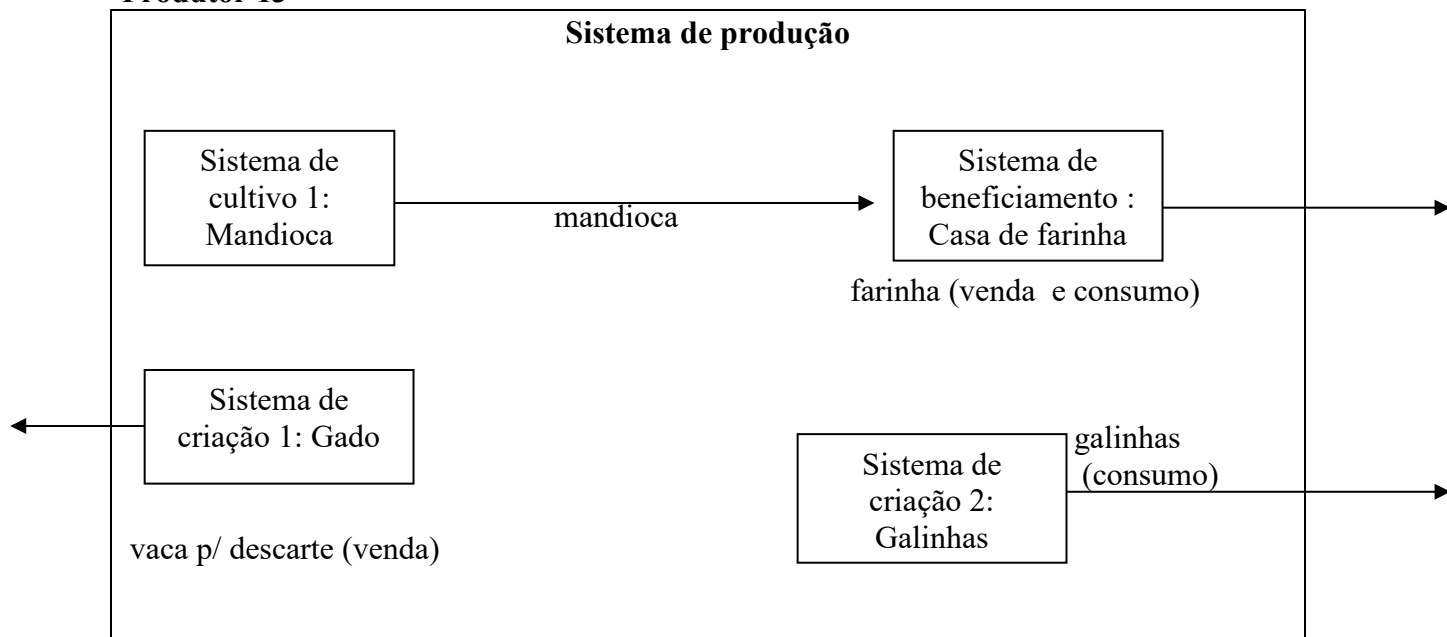 Sistema de produção
Sistema de
cultivo 1:
Mandioca
mandioca
Sistema de
beneficiamento :
Casa de farinha
farinha (venda e consumo)
Sistema de
criação 1: Gado
vaca p/ descarte (venda)
Sistema de
criação 2:
Galinhas
galinhas
(consumo)